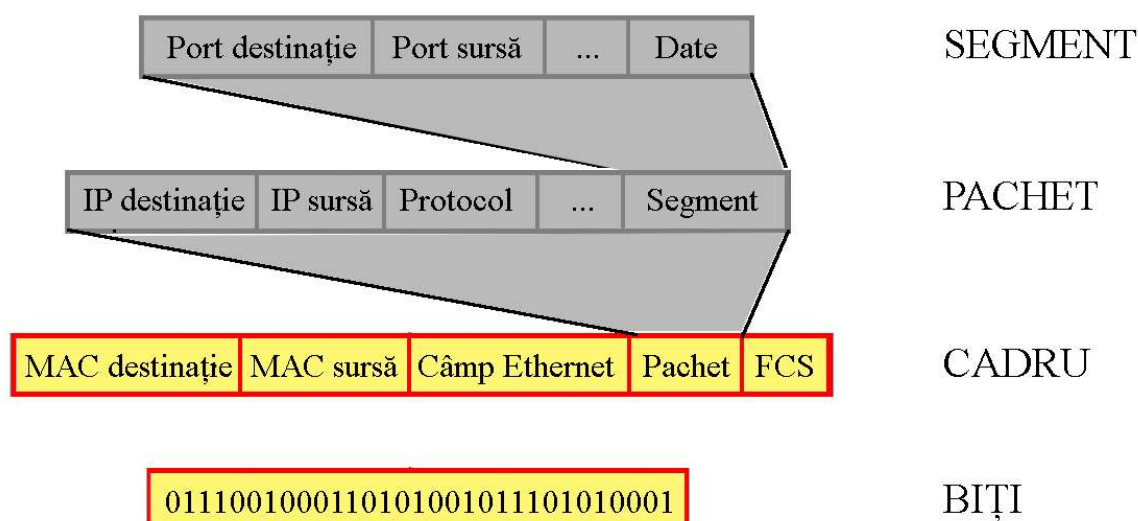 Port destinație Port sursă ... Date SEGMENT
IP destinație IP sursă Protocol ... Segment PACHET
MAC destinație MAC sursă Câmp Ethernet Pachet FCS CADRU
0111001000110101001011101010001 BIȚI